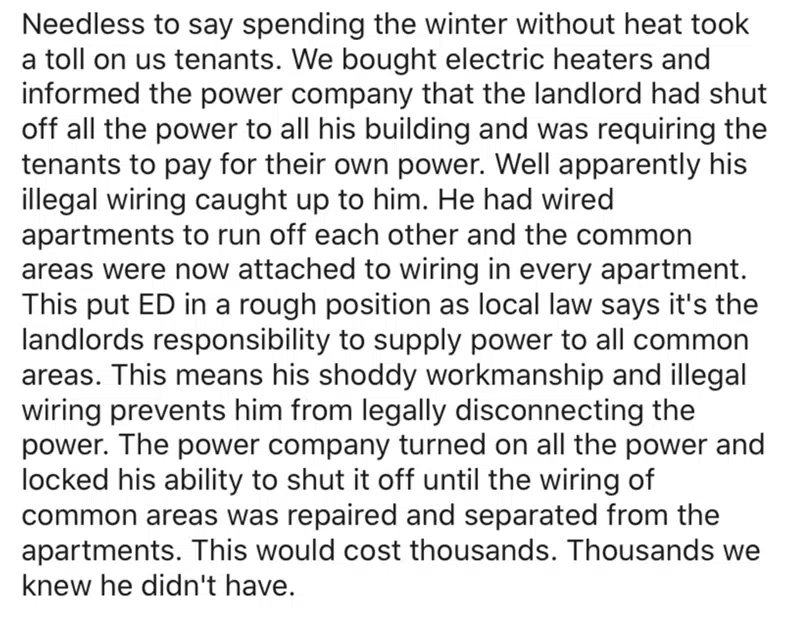 Needless to say spending the winter without heat took
a toll on us tenants. We bought electric heaters and
informed the power company that the landlord had shut
off all the power to all his building and was requiring the
tenants to pay for their own power. Well apparently his
illegal wiring caught up to him. He had wired
apartments to run off each other and the common
areas were now attached to wiring in every apartment.
This put ED in a rough position as local law says it's the
landlords responsibility to supply power to all common
areas. This means his shoddy workmanship and illegal
wiring prevents him from legally disconnecting the
power. The power company turned on all the power and
locked his ability to shut it off until the wiring of
common areas was repaired and separated from the
apartments. This would cost thousands. Thousands we
knew he didn't have.